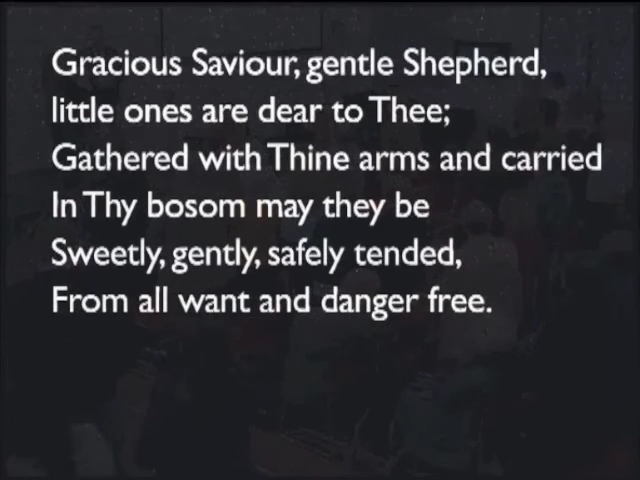 Gracious Saviour, gentle Shepherd,
little ones are dear to Thee;
Gathered with Thine arms and carried
In Thy bosom may they be
Sweetly, gently, safely tended,
From all want and danger free.